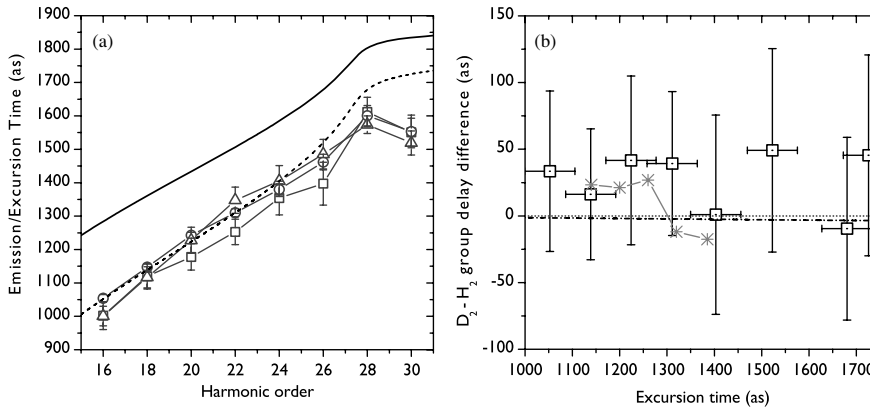 (a)
1900
1800
1700
1600
1500
1400
1300
1200
1100
1000
900
Emission/Excursion Time (as)
16 18 20 22 24 26 28 30
Harmonic order
(b)
150
100
50
0
-50
-100
D2 - H2 group delay difference (as)
1000 1100 1200 1300 1400 1500 1600 1700
Excursion time (as)